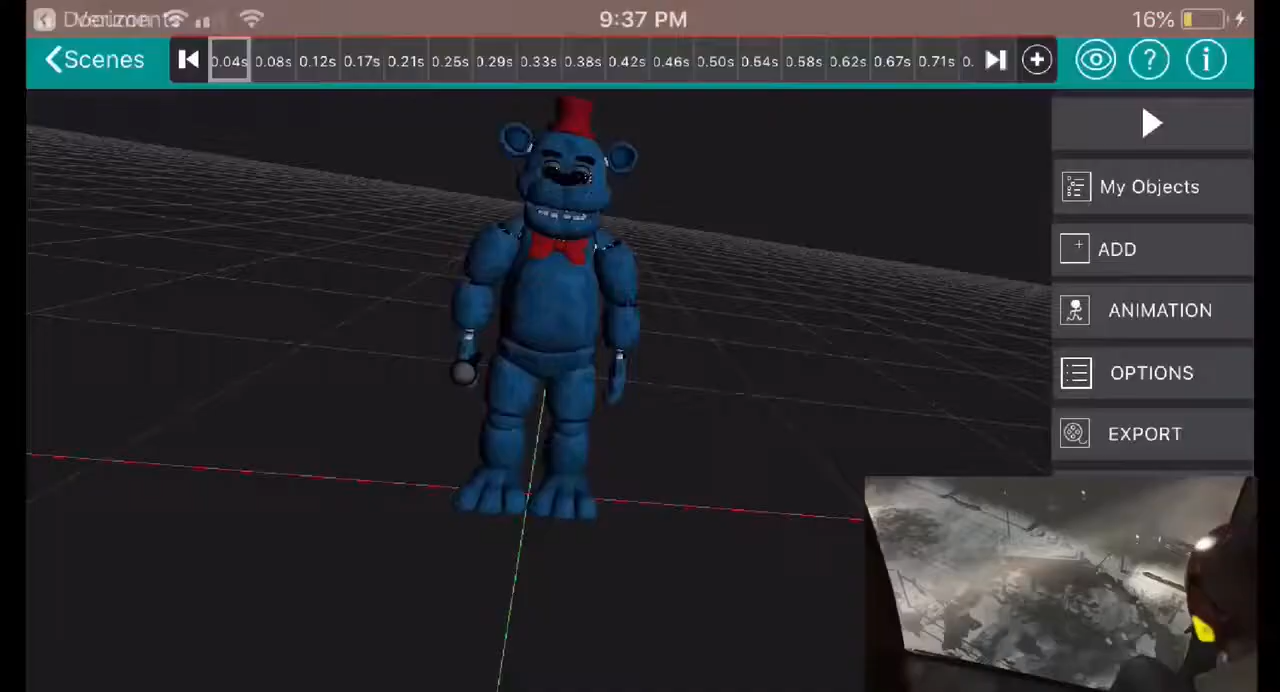 Verizon
9:37 PM
16%
Scenes
0.04s 0.08s 0.12s 0.17s 0.21s 0.25s 0.29s 0.33s 0.38s 0.42s 0.46s 0.50s 0.54s 0.58s 0.62s 0.67s 0.71s 0.
?
i
My Objects
ADD
ANIMATION
OPTIONS
EXPORT